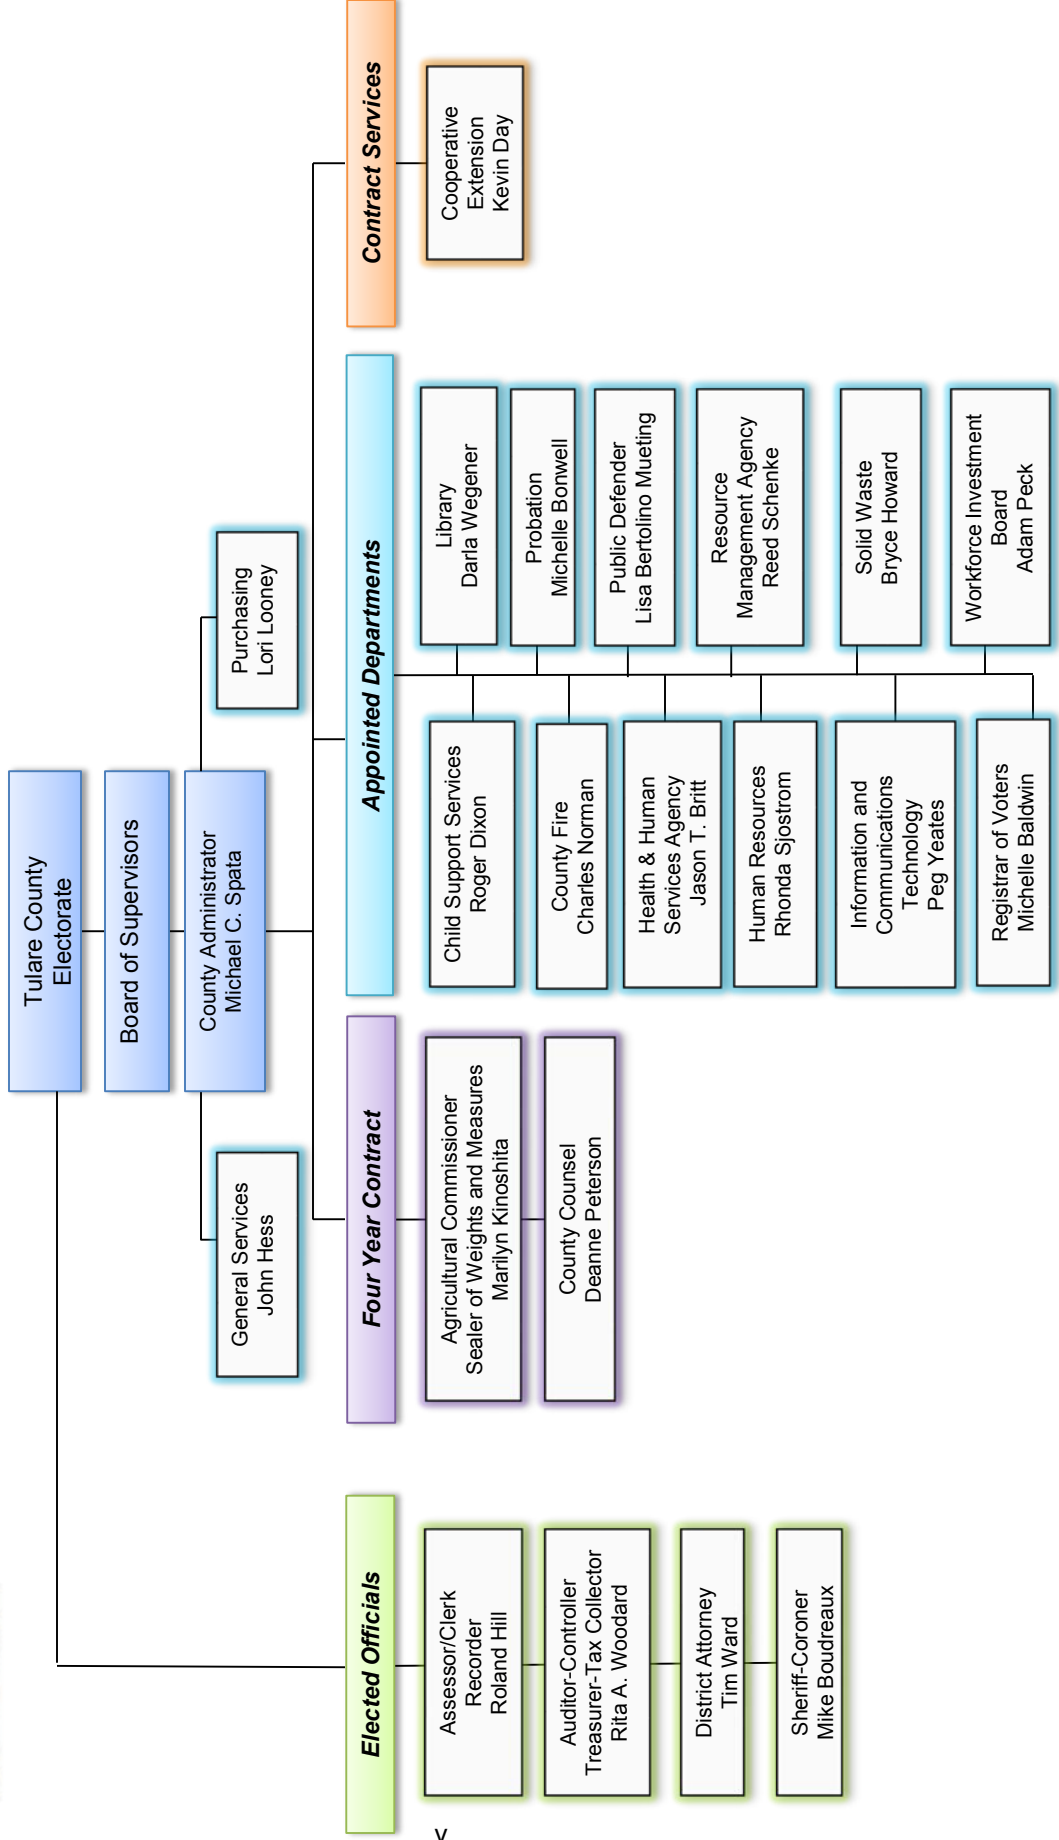 Tulare County
Electorate
Board of Supervisors
County Administrator
Michael C. Spata
General Services
John Hess
Purchasing
Lori Looney
Elected Officials
Assessor/Clerk
Recorder
Roland Hill
Auditor-Controller
Treasurer-Tax Collector
Rita A. Woodard
District Attorney
Tim Ward
Sheriff-Coroner
Mike Boudreaux
Four Year Contract
Agricultural Commissioner
Sealer of Weights and Measures
Marilyn Kinoshita
County Counsel
Deanne Peterson
Appointed Departments
Child Support Services
Roger Dixon
County Fire
Charles Norman
Health & Human
Services Agency
Jason T. Britt
Human Resources
Rhonda Sjostrom
Information and
Communications
Technology
Peg Yeates
Registrar of Voters
Michelle Baldwin
Library
Darla Wegener
Probation
Michelle Bonwell
Public Defender
Lisa Bertolino Mueting
Resource
Management Agency
Reed Schenke
Solid Waste
Bryce Howard
Workforce Investment
Board
Adam Peck
Contract Services
Cooperative
Extension
Kevin Day
v